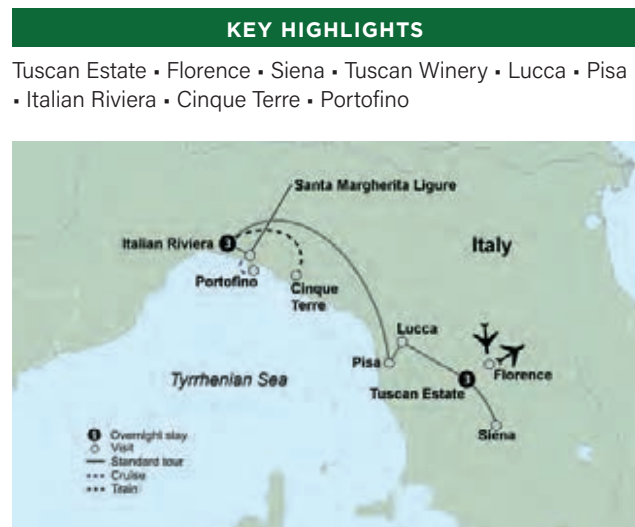 KEY HIGHLIGHTS
Tuscan Estate ▪ Florence ▪ Siena ▪ Tuscan Winery ▪ Lucca ▪ Pisa
▪ Italian Riviera ▪ Cinque Terre ▪ Portofino
Santa Margherita Ligure
Italian Riviera 3
Italy
Portofino
Cinque
Terre
Lucca
Pisa
Florence
Tyrrhenian Sea
3
Tuscan Estate
Siena
Overnight stay
Visit
Standard tour
Cruise
Train